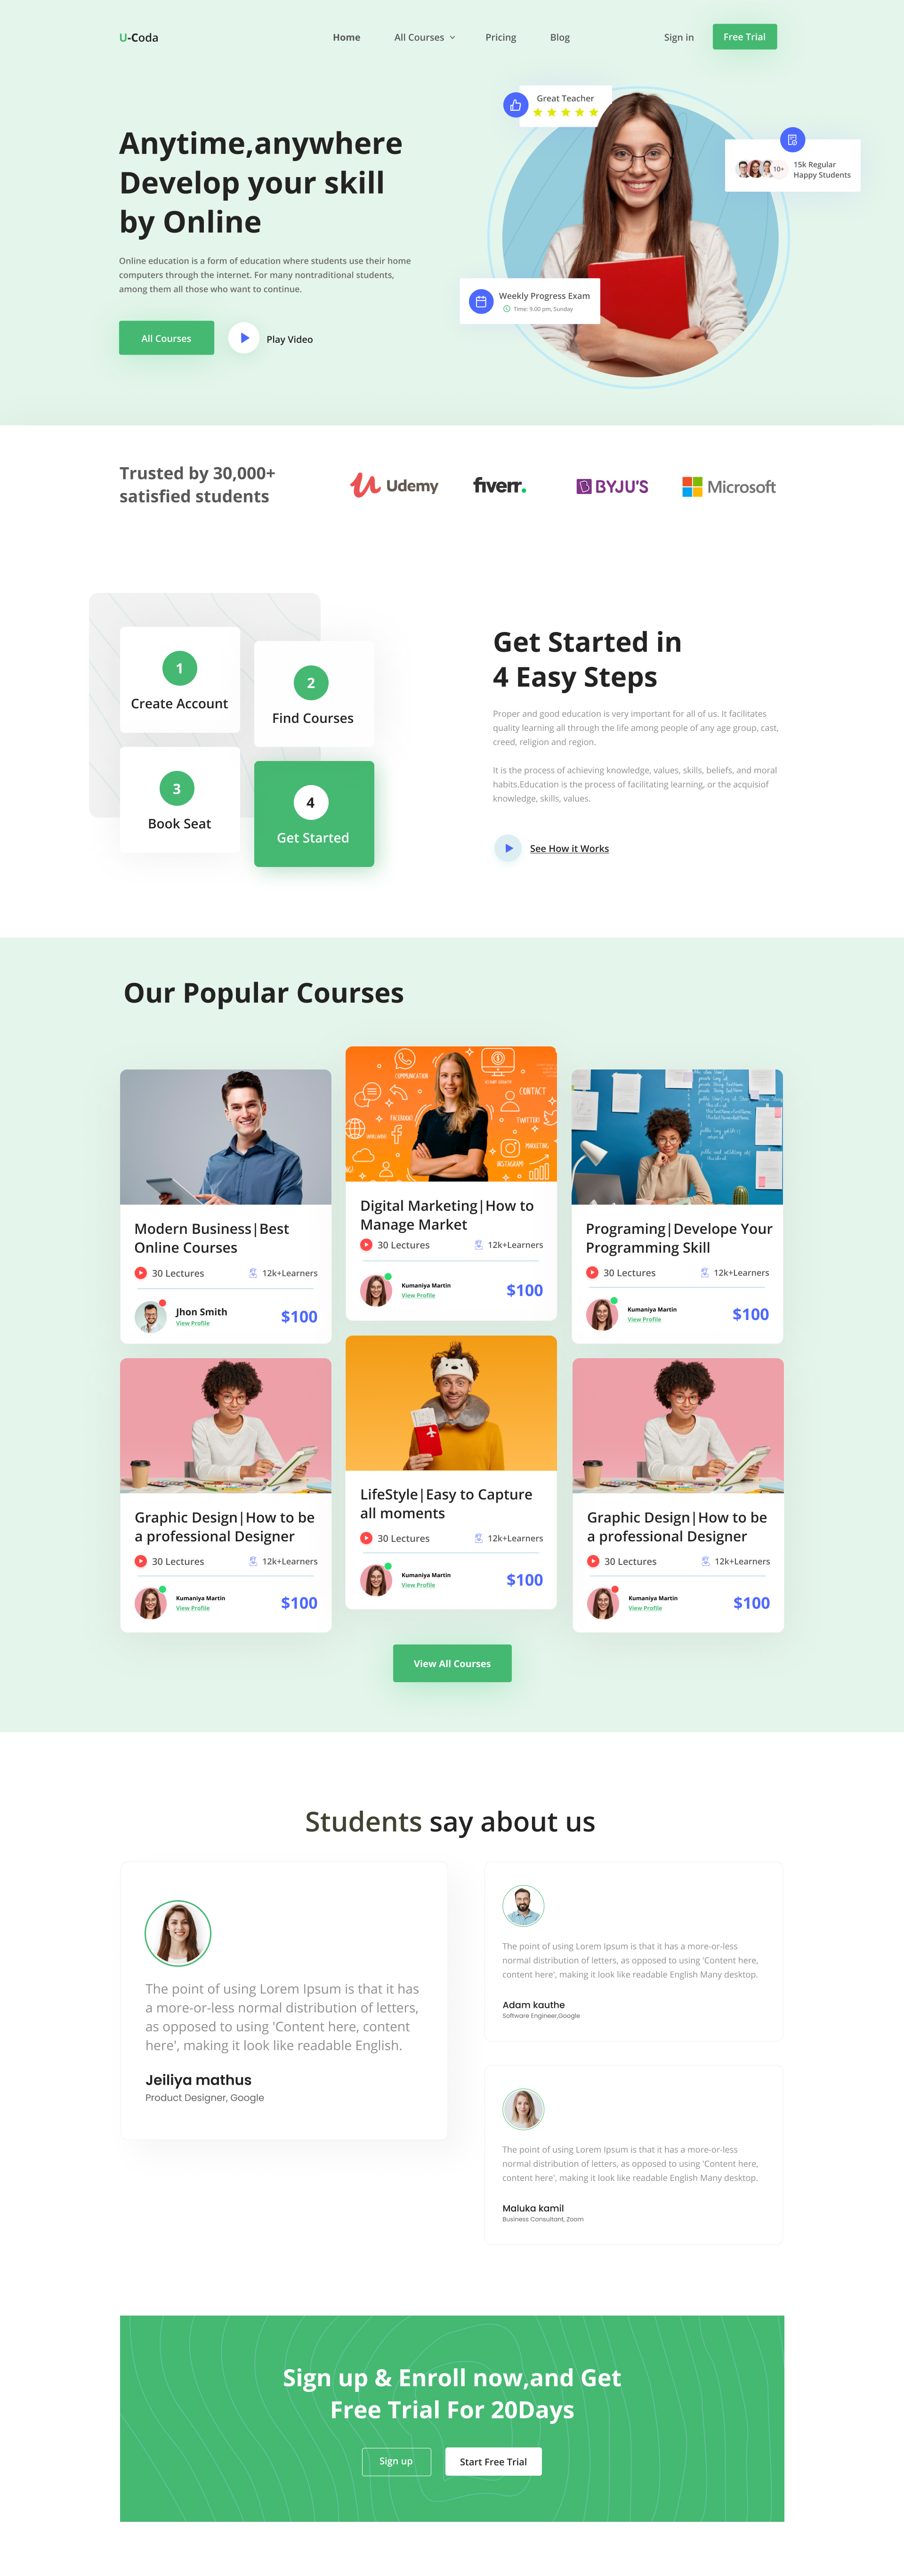 U-Coda
Home
All Courses
Pricing
Blog
Sign in
Free Trial
Anytime,anywhere
Develop your skill
by Online
Online education is a form of education where students use their home
computers through the internet. For many nontraditional students,
among them all those who want to continue.
All Courses
Play Video
Great Teacher
10+
15k Regular
Happy Students
Weekly Progress Exam
Time: 9.00 pm, Sunday
Trusted by 30,000+
satisfied students
Udemy
fiverr.
BYJU'S
Microsoft
1
Create Account
2
Find Courses
3
Book Seat
4
Get Started
Get Started in
4 Easy Steps
Proper and good education is very important for all of us. It facilitates
quality learning all through the life among people of any age group, cast,
creed, religion and region.
It is the process of achieving knowledge, values, skills, beliefs, and moral
habits.Education is the process of facilitating learning, or the acquisiof
knowledge, skills, values.
See How it Works
Our Popular Courses
Modern Business|Best
Online Courses
30 Lectures
12k+Learners
Jhon Smith
View Profile
$100
COMMUNICATION
ACCOUNT GROWTH
CONTACT
FACEBOOK
TWITTER
WORLDWIDE
MARKETING
INSTAGRAM
Digital Marketing|How to
Manage Market
30 Lectures
12k+Learners
Kumaniya Martin
View Profile
$100
Programing|Develope Your
Programming Skill
30 Lectures
12k+Learners
Kumaniya Martin
View Profile
$100
Graphic Design|How to be
a professional Designer
30 Lectures
12k+Learners
Kumaniya Martin
View Profile
$100
LifeStyle|Easy to Capture
all moments
30 Lectures
12k+Learners
Kumaniya Martin
View Profile
$100
Graphic Design|How to be
a professional Designer
30 Lectures
12k+Learners
Kumaniya Martin
View Profile
$100
View All Courses
Students say about us
The point of using Lorem Ipsum is that it has
a more-or-less normal distribution of letters,
as opposed to using 'Content here, content
here', making it look like readable English.
Jeiliya mathus
Product Designer, Google
The point of using Lorem Ipsum is that it has a more-or-less
normal distribution of letters, as opposed to using 'Content here,
content here', making it look like readable English Many desktop.
Adam kauthe
Software Engineer,Google
The point of using Lorem Ipsum is that it has a more-or-less
normal distribution of letters, as opposed to using 'Content here,
content here', making it look like readable English Many desktop.
Maluka kamil
Business Consultant, Zoom
Sign up & Enroll now,and Get
Free Trial For 20Days
Sign up
Start Free Trial